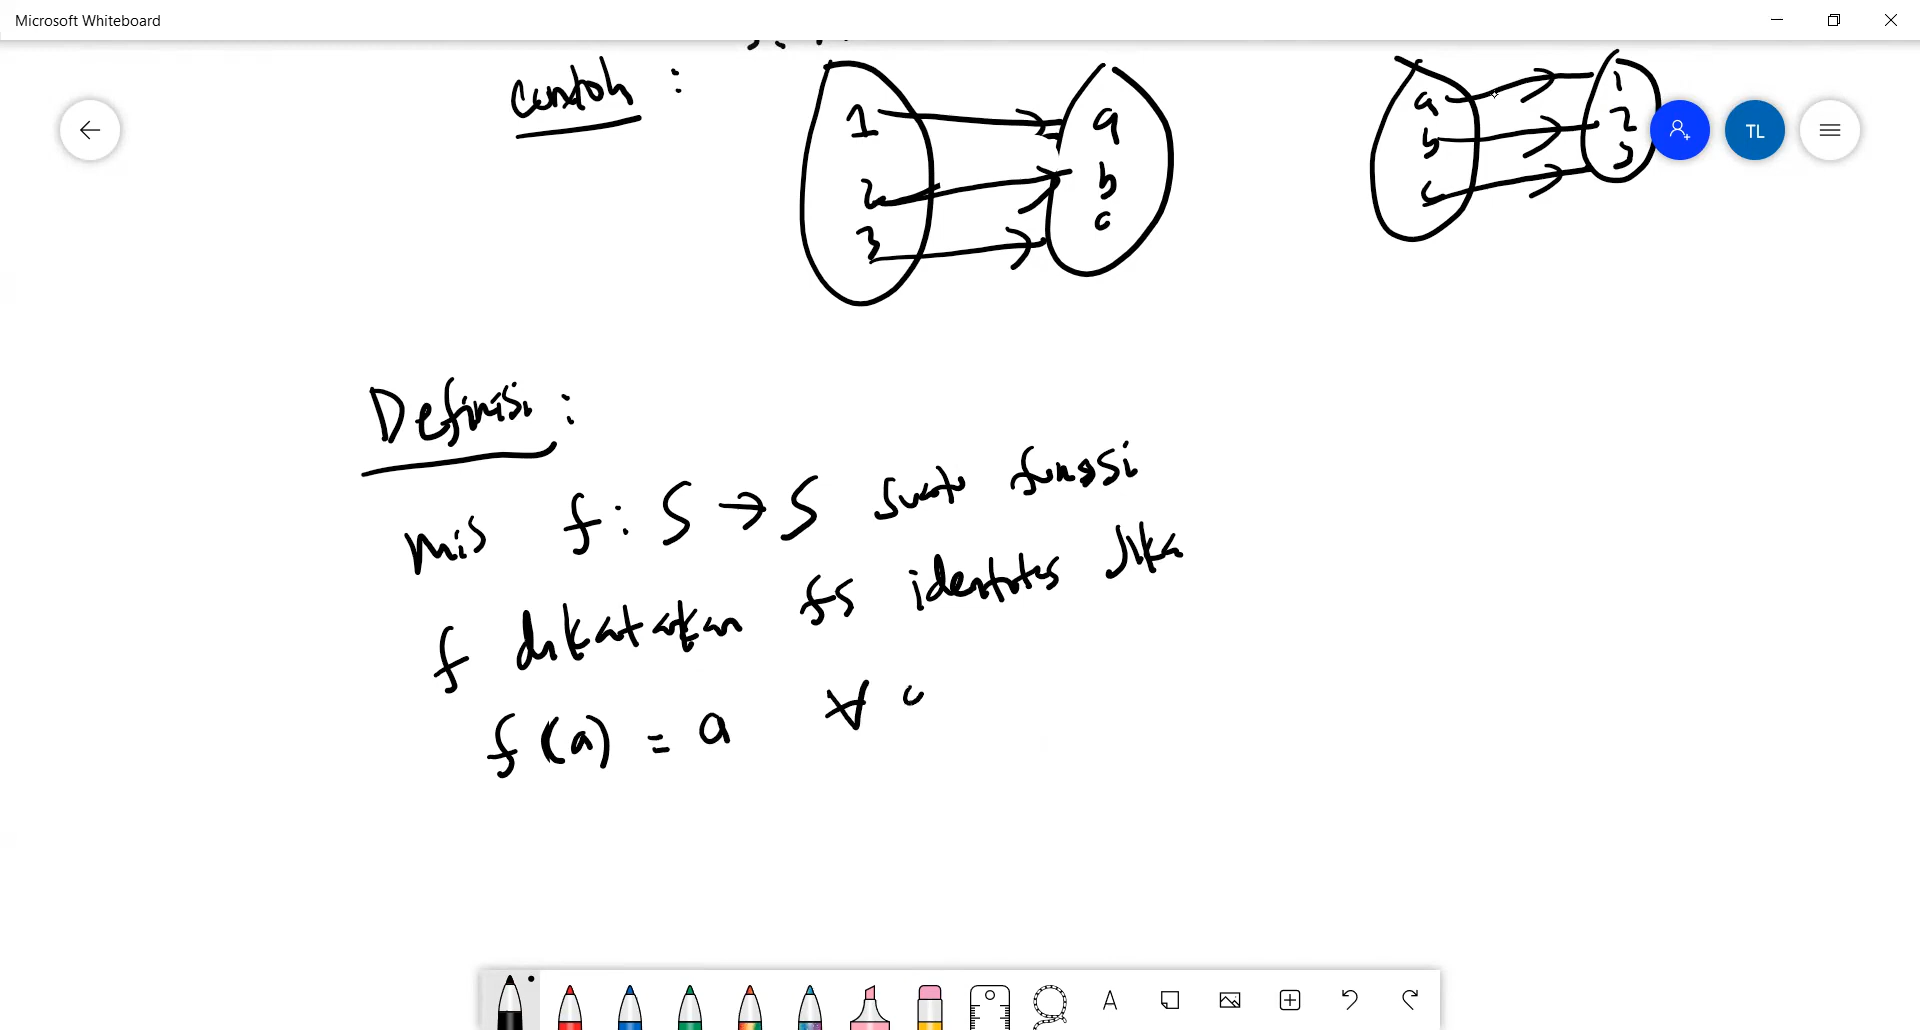 Microsoft Whiteboard
Contoh :
1 a
2 b
3 c
a 1
b 2
c 3
TL
Definisi :
mis f : S → S suatu fungsi
f dikatakan fs identitas Jika
f(a) = a ∀
A